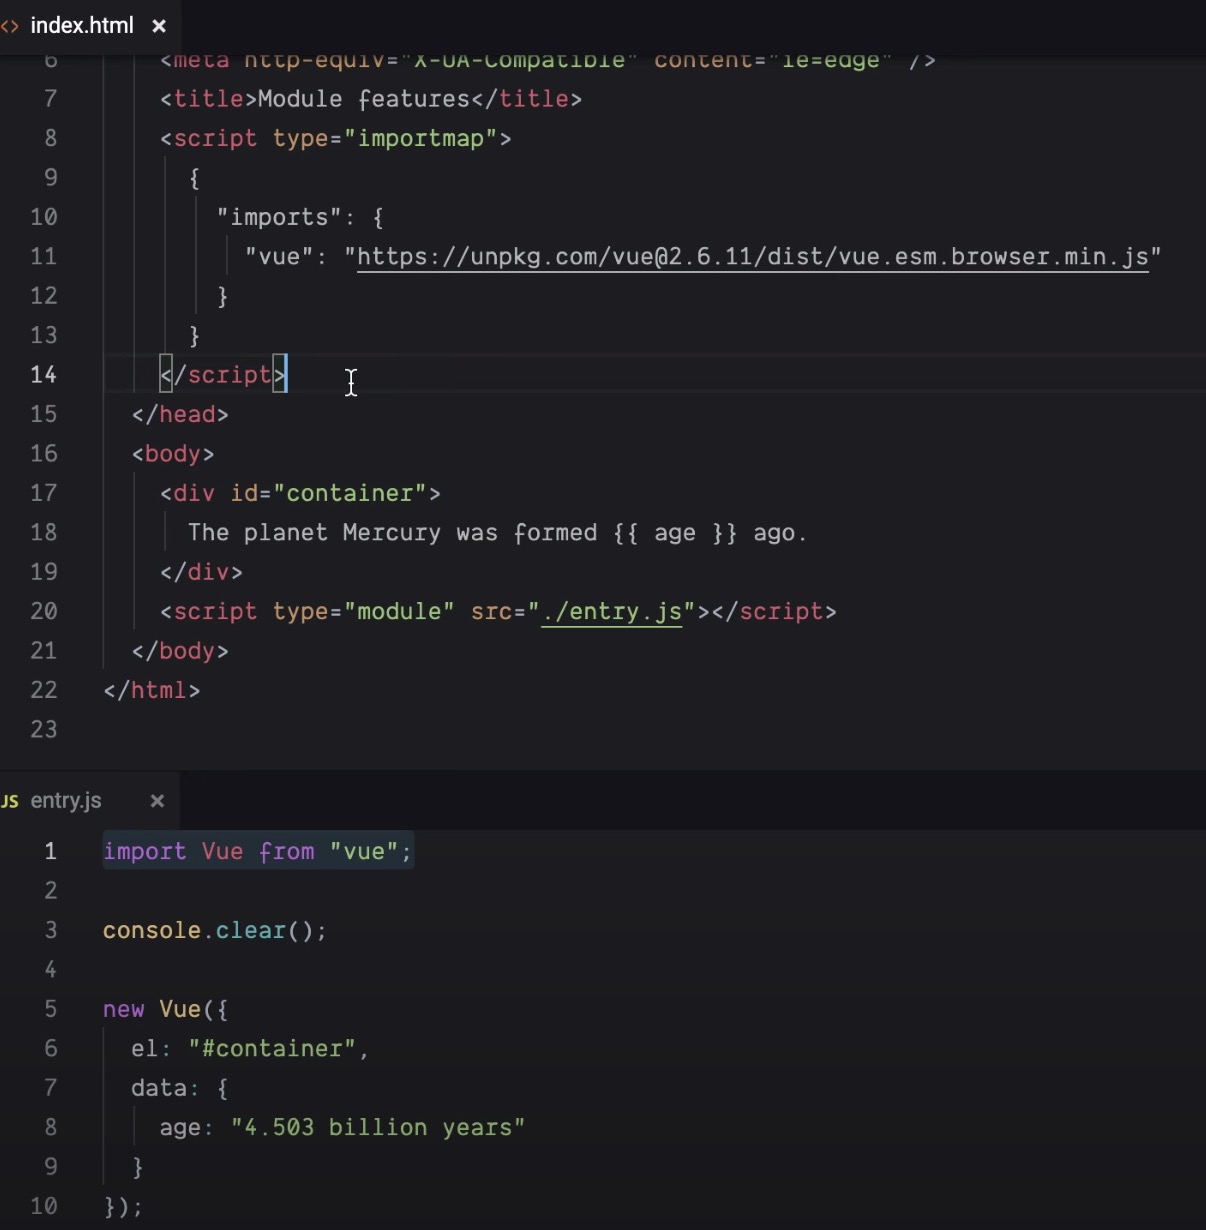 <> index.html ×
6 <meta http-equiv="X-UA-Compatible" content="ie=edge" />
7 <title>Module features</title>
8 <script type="importmap">
9 {
10 "imports": {
11 "vue": "https://unpkg.com/vue@2.6.11/dist/vue.esm.browser.min.js"
12 }
13 }
14 </script>
15 </head>
16 <body>
17 <div id="container">
18 The planet Mercury was formed {{ age }} ago.
19 </div>
20 <script type="module" src="./entry.js"></script>
21 </body>
22 </html>
23
JS entry.js ×
1 import Vue from "vue";
2
3 console.clear();
4
5 new Vue({
6 el: "#container",
7 data: {
8 age: "4.503 billion years"
9 }
10 });